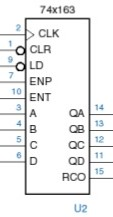 74x163
2 CLK
1 CLR
9 LD
7 ENP
10 ENT
3 A QA 14
4 B QB 13
5 C QC 12
6 D QD 11
RCO 15
U2